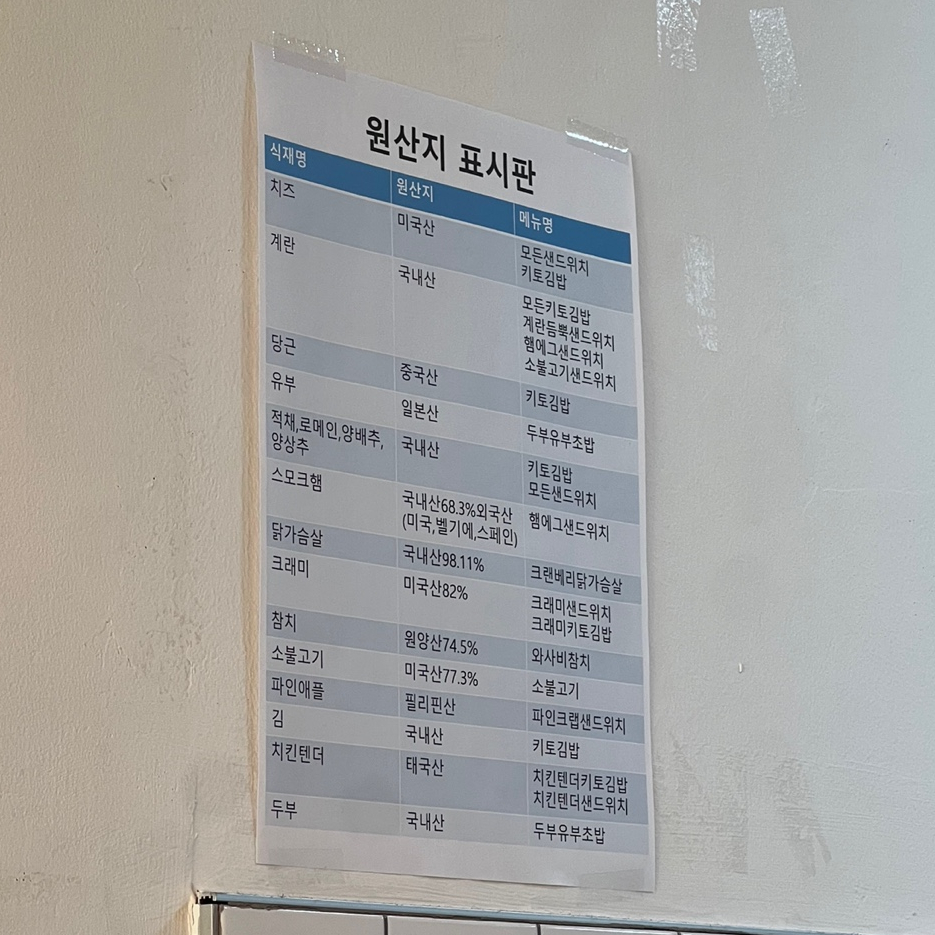 원산지 표시판
식재명 원산지 메뉴명
치즈 미국산 모든샌드위치
키토김밥
계란 국내산 모든키토김밥
계란듬뿍샌드위치
햄에그샌드위치
소불고기샌드위치
당근 중국산 키토김밥
유부 일본산 두부유부초밥
적채,로메인,양배추, 국내산 키토김밥
양상추 모든샌드위치
스모크햄 국내산68.3%외국산 햄에그샌드위치
(미국,벨기에,스페인)
닭가슴살 국내산98.11% 크랜베리닭가슴살
크래미 미국산82% 크래미샌드위치
크래미키토김밥
참치 원양산74.5% 와사비참치
소불고기 미국산77.3% 소불고기
파인애플 필리핀산 파인크랩샌드위치
김 국내산 키토김밥
치킨텐더 태국산 치킨텐더키토김밥
치킨텐더샌드위치
두부 국내산 두부유부초밥